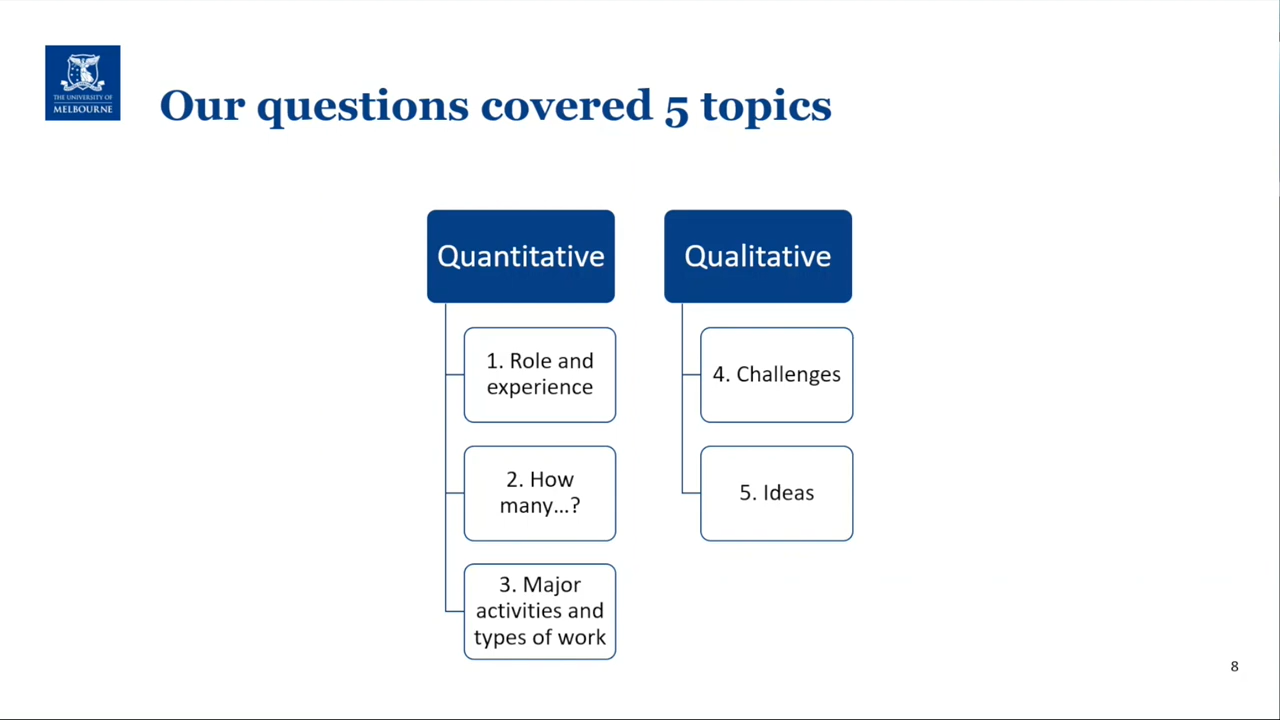 THE UNIVERSITY OF
MELBOURNE
Our questions covered 5 topics
Quantitative
1. Role and
experience
2. How
many...?
3. Major
activities and
types of work
Qualitative
4. Challenges
5. Ideas
8